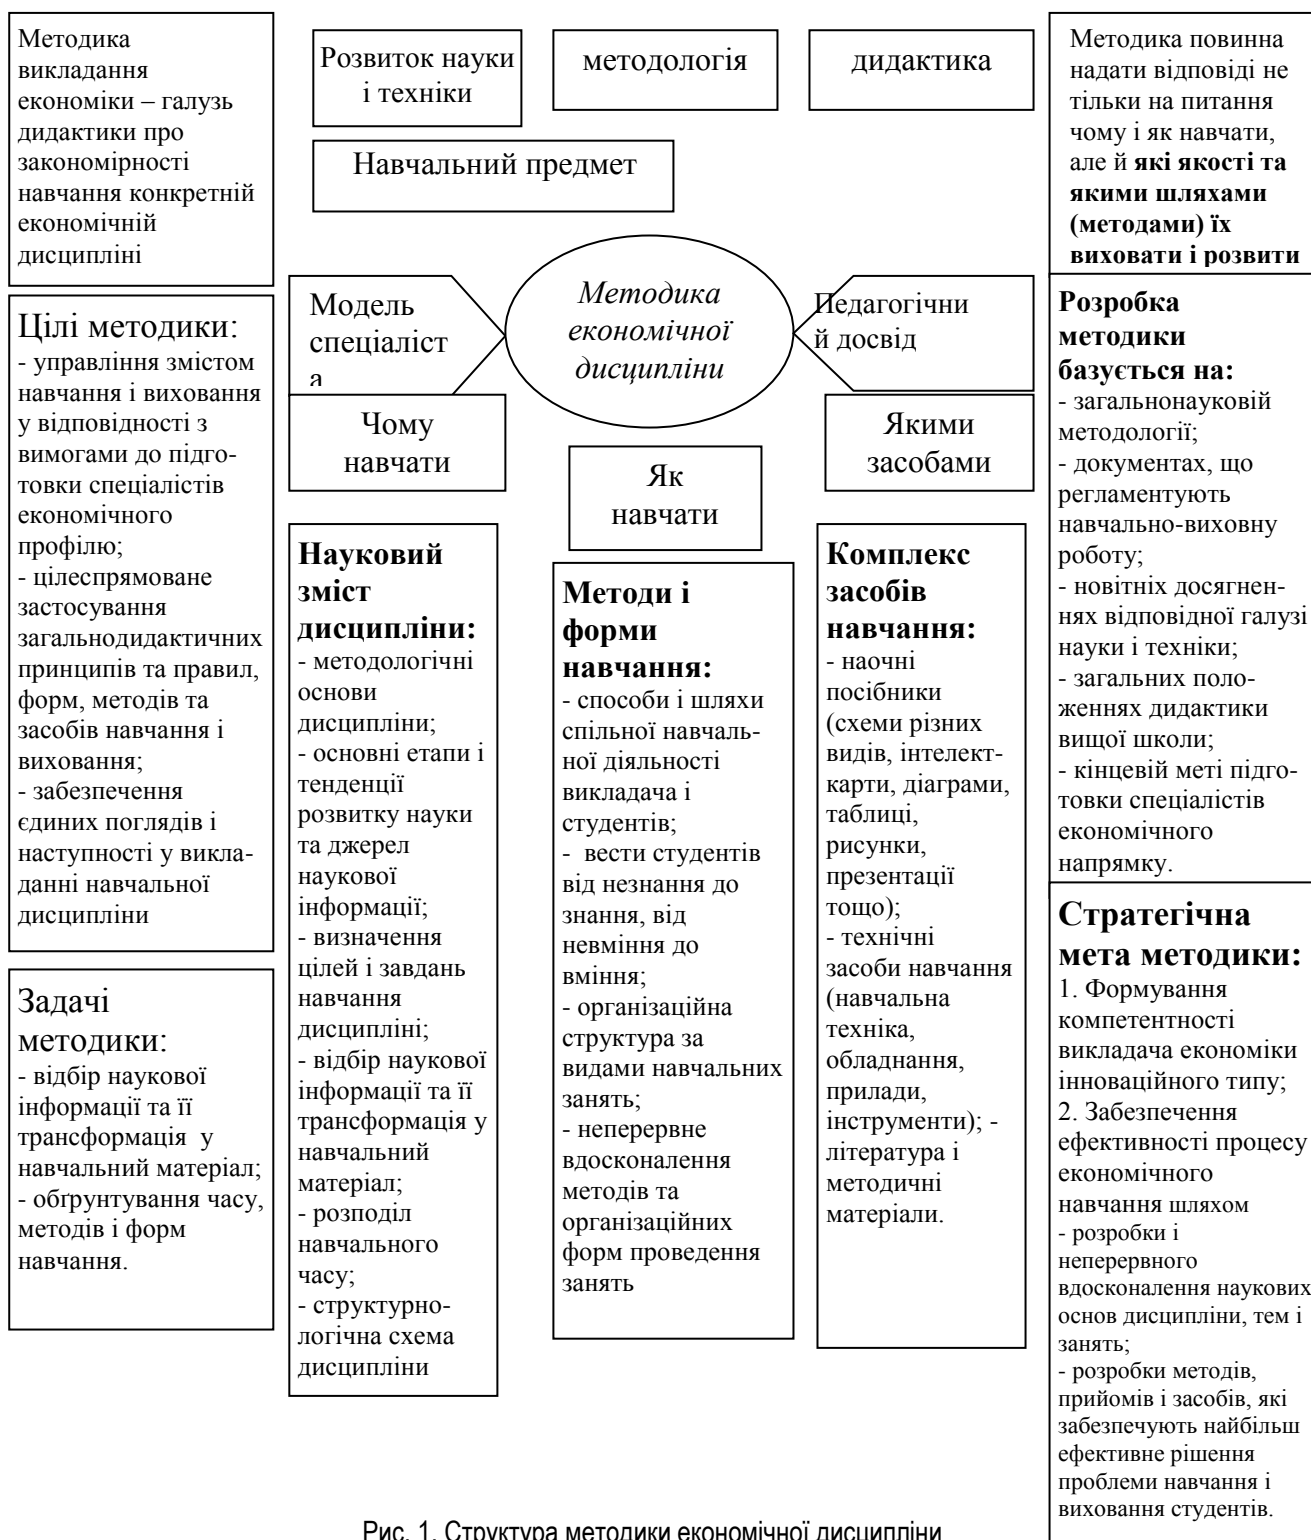 Методика
викладання
економіки – галузь
дидактики про
закономірності
навчання конкретній
економічній
дисципліні
Розвиток науки
і техніки
методологія
дидактика
Навчальний предмет
Методика повинна
надати відповіді не
тільки на питання
чому і як навчати,
але й які якості та
якими шляхами
(методами) їх
виховати і розвити
Цілі методики:
- управління змістом
навчання і виховання
у відповідності з
вимогами до підго-
товки спеціалістів
економічного
профілю;
- цілеспрямоване
застосування
загальнодидактичних
принципів та правил,
форм, методів та
засобів навчання і
виховання;
- забезпечення
єдиних поглядів і
наступності у викла-
данні навчальної
дисципліни
Задачі
методики:
- відбір наукової
інформації та її
трансформація у
навчальний матеріал;
- обґрунтування часу,
методів і форм
навчання.
Модель
спеціаліст
а
Методика
економічної
дисципліни
Педагогічни
й досвід
Чому
навчати
Як
навчати
Якими
засобами
Науковий
зміст
дисципліни:
- методологічні
основи
дисципліни;
- основні етапи і
тенденції
розвитку науки
та джерел
наукової
інформації;
- визначення
цілей і завдань
навчання
дисципліні;
- відбір наукової
інформації та її
трансформація у
навчальний
матеріал;
- розподіл
навчального
часу;
- структурно-
логічна схема
дисципліни
Методи і
форми
навчання:
- способи і шляхи
спільної навчаль-
ної діяльності
викладача і
студентів;
- вести студентів
від незнання до
знання, від
невміння до
вміння;
- організаційна
структура за
видами навчальних
занять;
- неперервне
вдосконалення
методів та
організаційних
форм проведення
занять
Комплекс
засобів
навчання:
- наочні
посібники
(схеми різних
видів, інтелект-
карти, діаграми,
таблиці,
рисунки,
презентації
тощо);
- технічні
засоби навчання
(навчальна
техніка,
обладнання,
прилади,
інструменти); -
література і
методичні
матеріали.
Розробка
методики
базується на:
- загальнонауковій
методології;
- документах, що
регламентують
навчально-виховну
роботу;
- новітніх досягнен-
нях відповідної галузі
науки і техніки;
- загальних поло-
женнях дидактики
вищої школи;
- кінцевій меті підго-
товки спеціалістів
економічного
напрямку.
Стратегічна
мета методики:
1. Формування
компетентності
викладача економіки
інноваційного типу;
2. Забезпечення
ефективності процесу
економічного
навчання шляхом
- розробки і
неперервного
вдосконалення наукових
основ дисципліни, тем і
занять;
- розробки методів,
прийомів і засобів, які
забезпечують найбільш
ефективне рішення
проблеми навчання і
виховання студентів.
Рис. 1. Структура методики економічної дисципліни